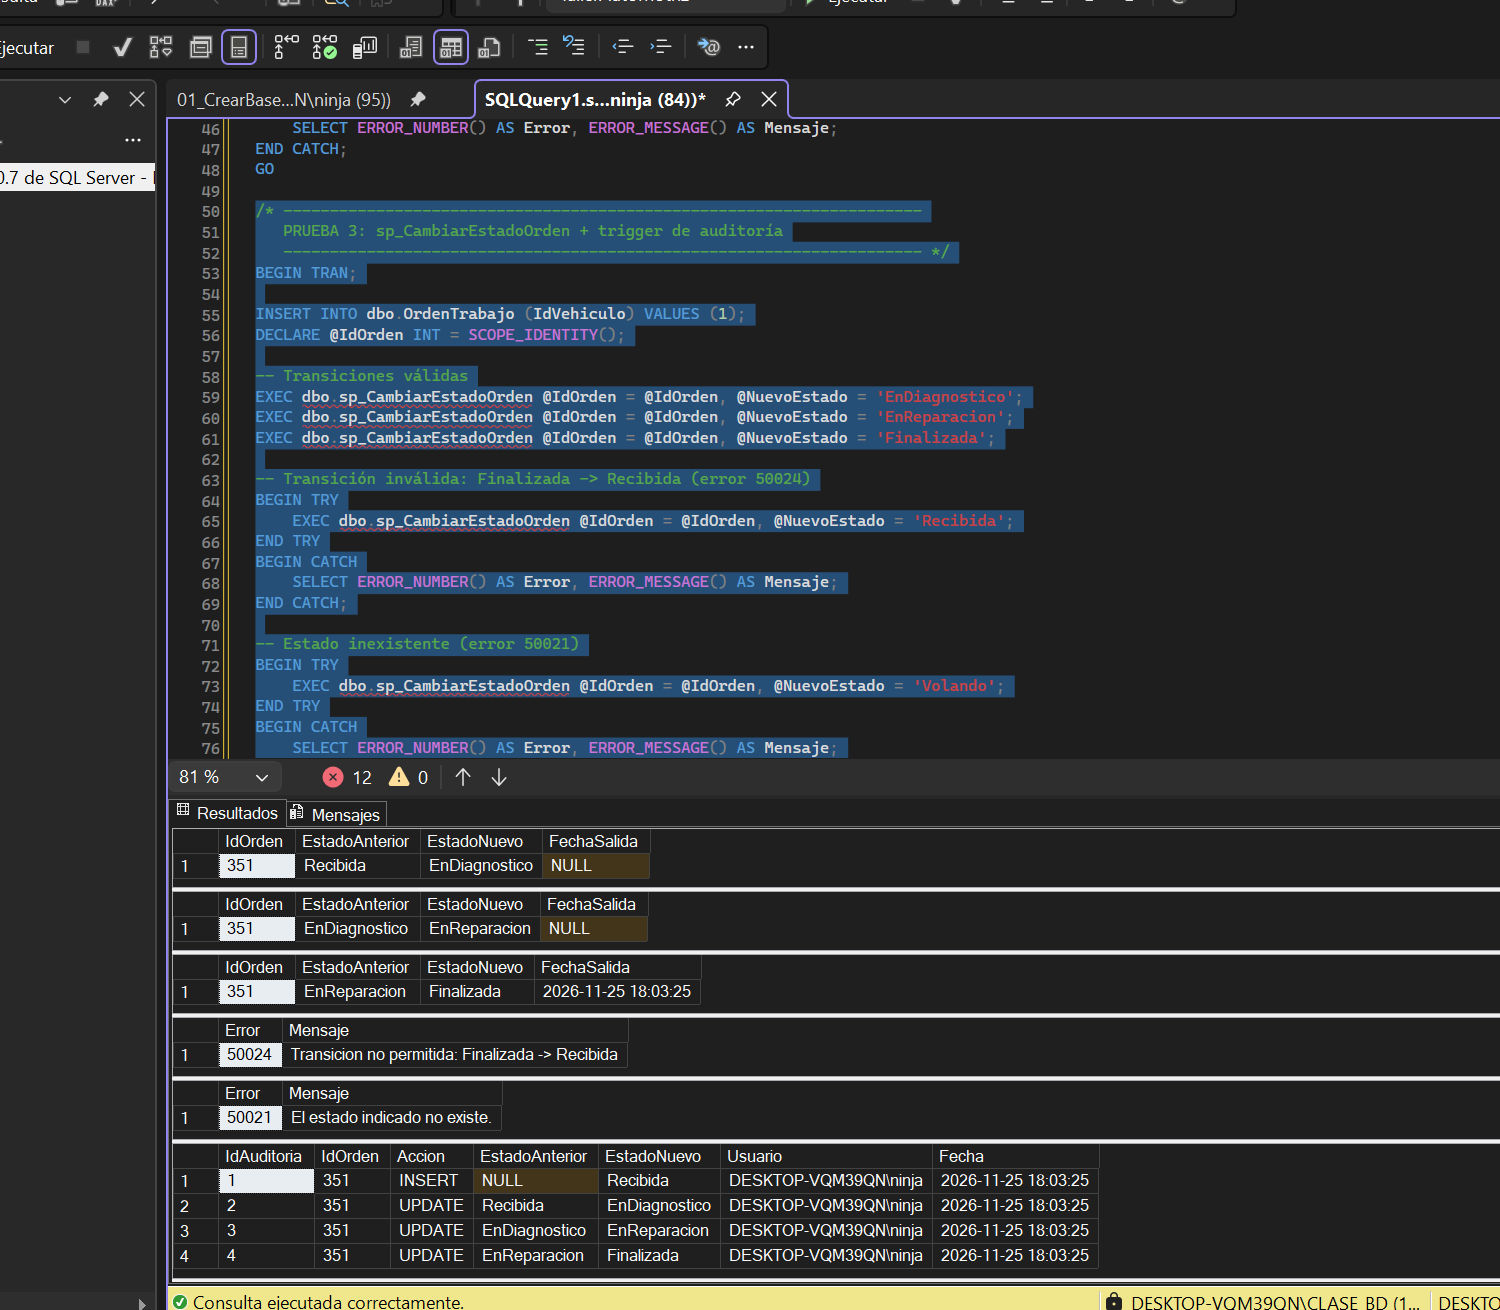 Ejecutar
01_CrearBase...N\ninja (95))
SQLQuery1.s...ninja (84))*
0.7 de SQL Server -
46 SELECT ERROR_NUMBER() AS Error, ERROR_MESSAGE() AS Mensaje;
47 END CATCH;
48 GO
49
50 /* ---------------------------------------------------------------------
51 PRUEBA 3: sp_CambiarEstadoOrden + trigger de auditoría
52 --------------------------------------------------------------------- */
53 BEGIN TRAN;
54
55 INSERT INTO dbo.OrdenTrabajo (IdVehiculo) VALUES (1);
56 DECLARE @IdOrden INT = SCOPE_IDENTITY();
57
58 -- Transiciones válidas
59 EXEC dbo.sp_CambiarEstadoOrden @IdOrden = @IdOrden, @NuevoEstado = 'EnDiagnostico';
60 EXEC dbo.sp_CambiarEstadoOrden @IdOrden = @IdOrden, @NuevoEstado = 'EnReparacion';
61 EXEC dbo.sp_CambiarEstadoOrden @IdOrden = @IdOrden, @NuevoEstado = 'Finalizada';
62
63 -- Transición inválida: Finalizada -> Recibida (error 50024)
64 BEGIN TRY
65 EXEC dbo.sp_CambiarEstadoOrden @IdOrden = @IdOrden, @NuevoEstado = 'Recibida';
66 END TRY
67 BEGIN CATCH
68 SELECT ERROR_NUMBER() AS Error, ERROR_MESSAGE() AS Mensaje;
69 END CATCH;
70
71 -- Estado inexistente (error 50021)
72 BEGIN TRY
73 EXEC dbo.sp_CambiarEstadoOrden @IdOrden = @IdOrden, @NuevoEstado = 'Volando';
74 END TRY
75 BEGIN CATCH
76 SELECT ERROR_NUMBER() AS Error, ERROR_MESSAGE() AS Mensaje;
81 % 12 0
Resultados Mensajes
IdOrden EstadoAnterior EstadoNuevo FechaSalida
1 351 Recibida EnDiagnostico NULL
IdOrden EstadoAnterior EstadoNuevo FechaSalida
1 351 EnDiagnostico EnReparacion NULL
IdOrden EstadoAnterior EstadoNuevo FechaSalida
1 351 EnReparacion Finalizada 2026-11-25 18:03:25
Error Mensaje
1 50024 Transicion no permitida: Finalizada -> Recibida
Error Mensaje
1 50021 El estado indicado no existe.
IdAuditoria IdOrden Accion EstadoAnterior EstadoNuevo Usuario Fecha
1 1 351 INSERT NULL Recibida DESKTOP-VQM39QN\ninja 2026-11-25 18:03:25
2 2 351 UPDATE Recibida EnDiagnostico DESKTOP-VQM39QN\ninja 2026-11-25 18:03:25
3 3 351 UPDATE EnDiagnostico EnReparacion DESKTOP-VQM39QN\ninja 2026-11-25 18:03:25
4 4 351 UPDATE EnReparacion Finalizada DESKTOP-VQM39QN\ninja 2026-11-25 18:03:25
Consulta ejecutada correctamente. DESKTOP-VQM39QN\CLASE_BD (1... DESKTO